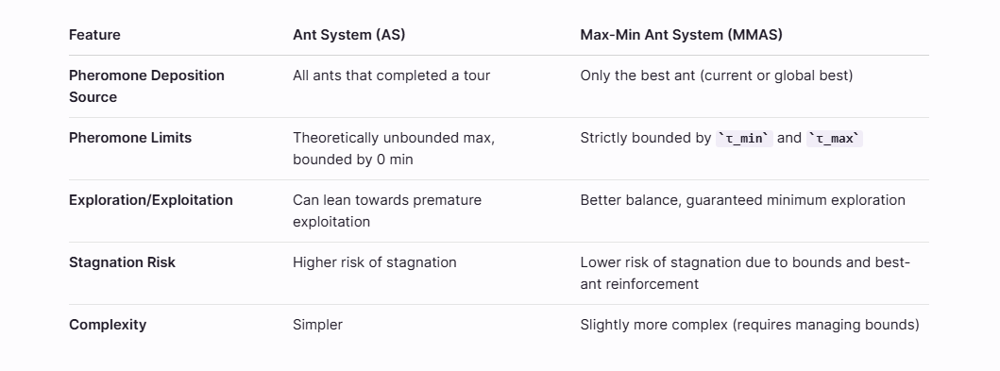 Feature Ant System (AS) Max-Min Ant System (MMAS)
Pheromone Deposition All ants that completed a tour Only the best ant (current or global best)
Source
Pheromone Limits Theoretically unbounded max, Strictly bounded by `τ_min` and `τ_max`
bounded by 0 min
Exploration/Exploitation Can lean towards premature Better balance, guaranteed minimum exploration
exploitation
Stagnation Risk Higher risk of stagnation Lower risk of stagnation due to bounds and best-
ant reinforcement
Complexity Simpler Slightly more complex (requires managing bounds)